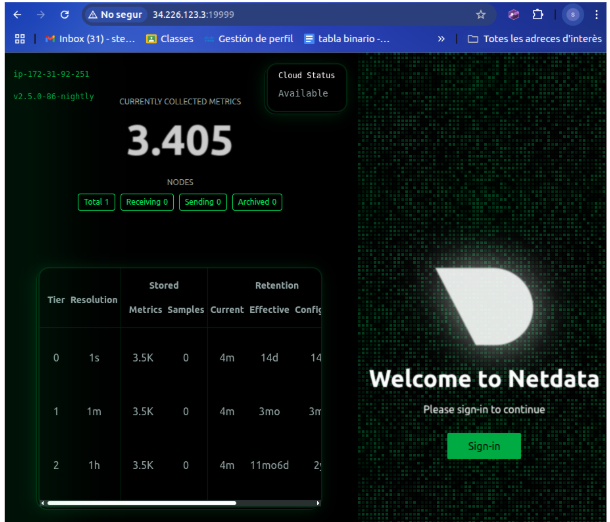 No segur 34.226.123.3:19999
Inbox (31) - ste... Classes Gestión de perfil tabla binario -... » Totes les adreces d'interès
ip-172-31-92-251
v2.5.0-86-nightly
Cloud Status
Available
CURRENTLY COLLECTED METRICS
3.405
NODES
Total 1 Receiving 0 Sending 0 Archived 0
Stored Retention
Tier Resolution Metrics Samples Current Effective Config
0 1s 3.5K 0 4m 14d 14
1 1m 3.5K 0 4m 3mo 3m
2 1h 3.5K 0 4m 11mo6d 2y
Welcome to Netdata
Please sign-in to continue
Sign-in